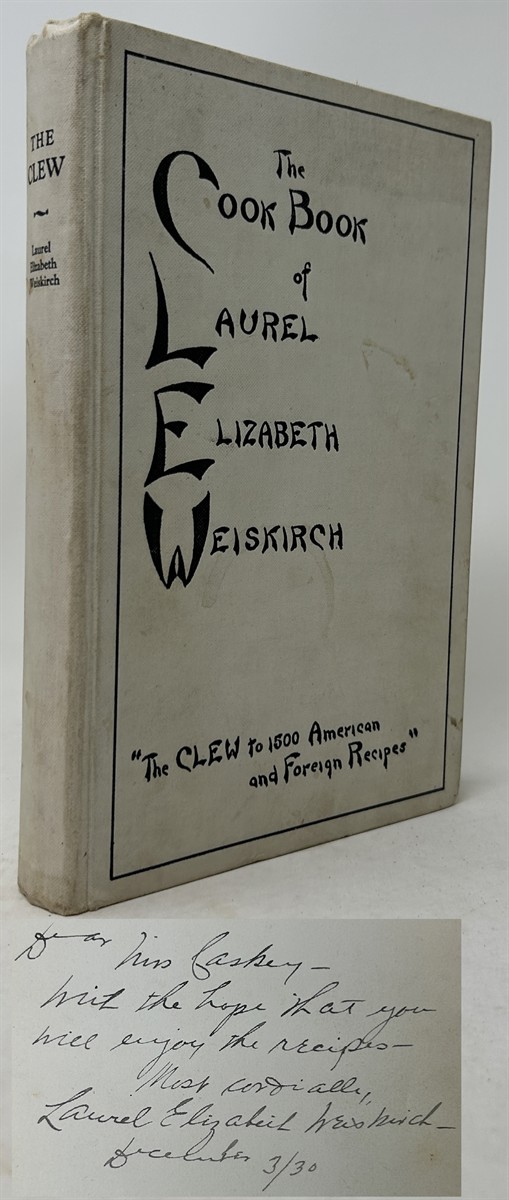 THE
CLEW
~
Laurel
Elizabeth
Weiskirch
The
COOK BOOK
of
LAUREL
ELIZABETH
WEISKIRCH
"The CLEW to 1500 American
and Foreign Recipes"
Dear Mrs Caskey—
With the hope that you
will enjoy the recipes—
Most cordially,
Laurel Elizabeth Weiskirch—
December 3/30